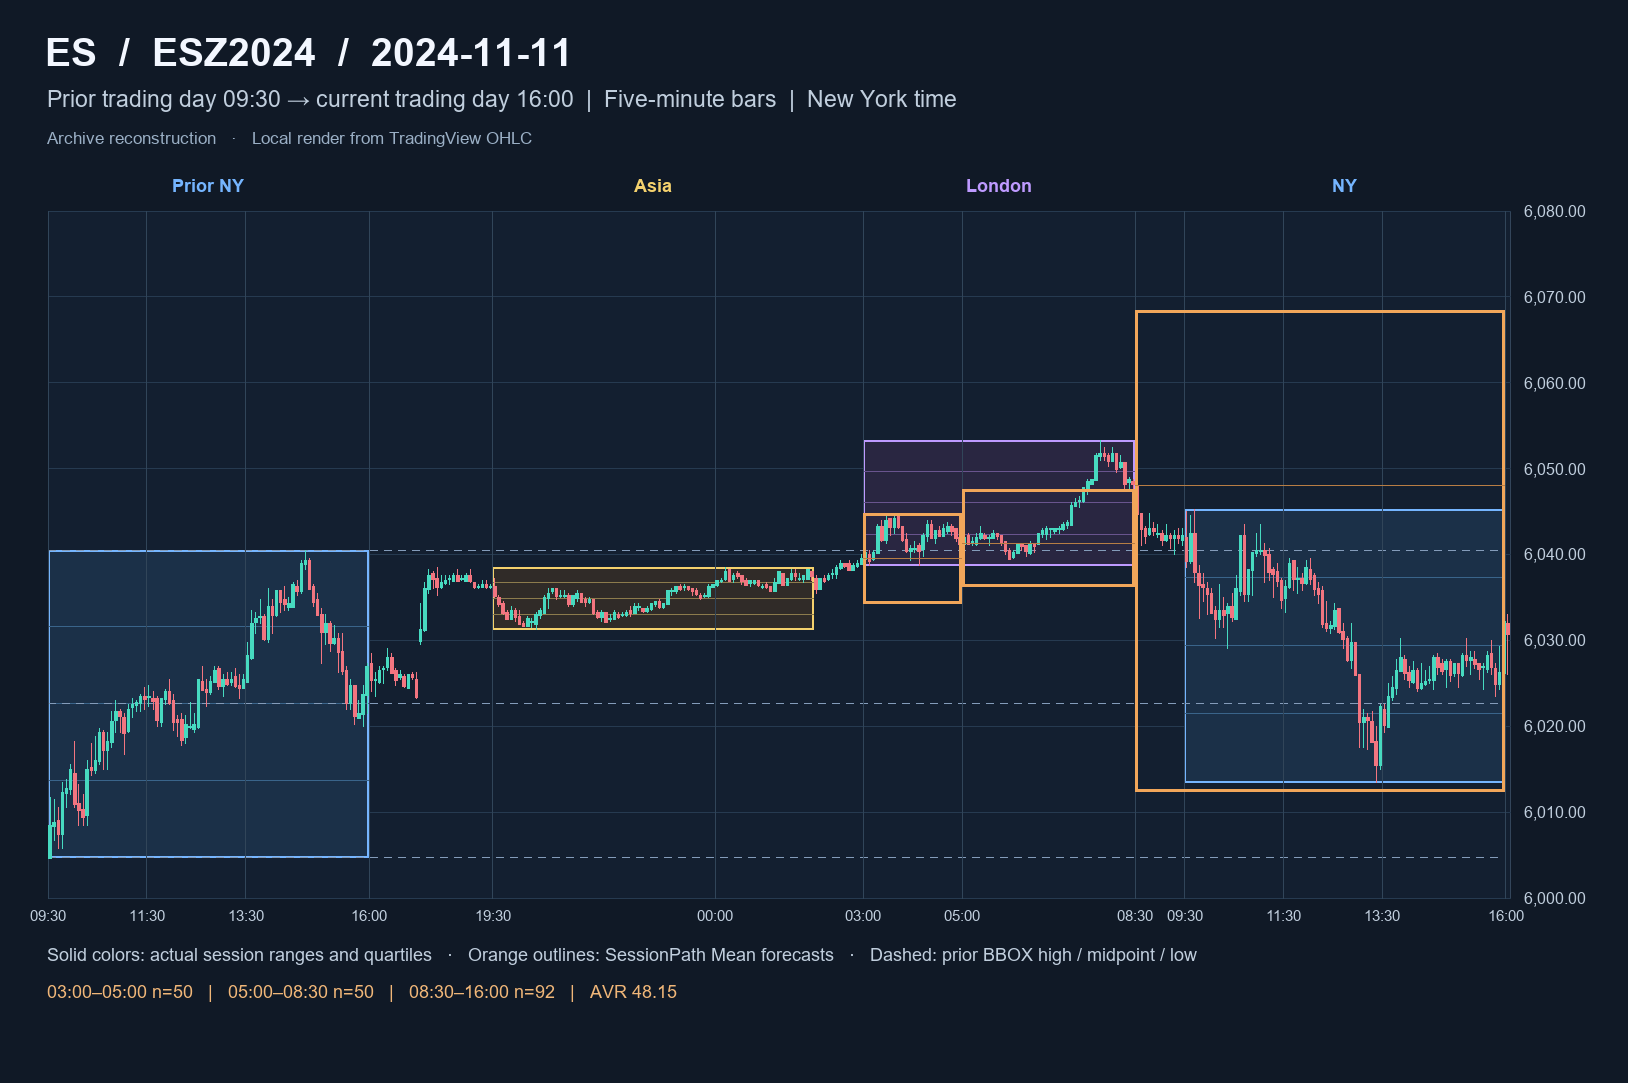 ES / ESZ2024 / 2024-11-11
Prior trading day 09:30 → current trading day 16:00 | Five-minute bars | New York time
Archive reconstruction · Local render from TradingView OHLC
Prior NY
Asia
London
NY
6,080.00
6,070.00
6,060.00
6,050.00
6,040.00
6,030.00
6,020.00
6,010.00
6,000.00
09:30 11:30 13:30 16:00 19:30 00:00 03:00 05:00 08:30 09:30 11:30 13:30 16:00
Solid colors: actual session ranges and quartiles · Orange outlines: SessionPath Mean forecasts · Dashed: prior BBOX high / midpoint / low
03:00–05:00 n=50 | 05:00–08:30 n=50 | 08:30–16:00 n=92 | AVR 48.15